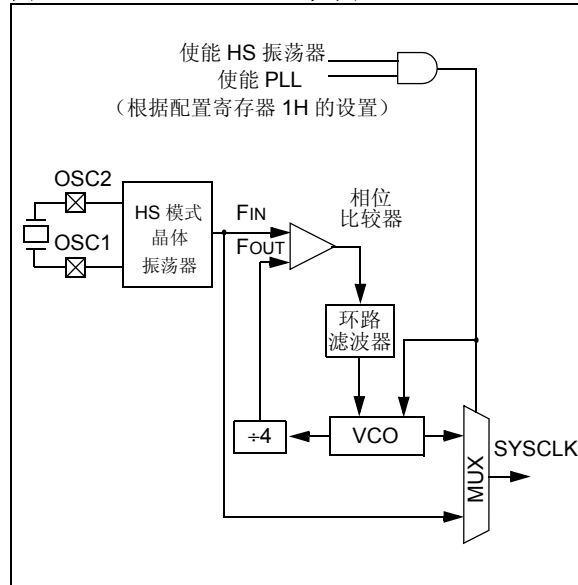 使能 HS 振荡器
使能 PLL
（根据配置寄存器 1H 的设置）
OSC2
OSC1
HS 模式
晶体
振荡器
FIN
FOUT
相位
比较器
环路
滤波器
÷4
VCO
MUX
SYSCLK